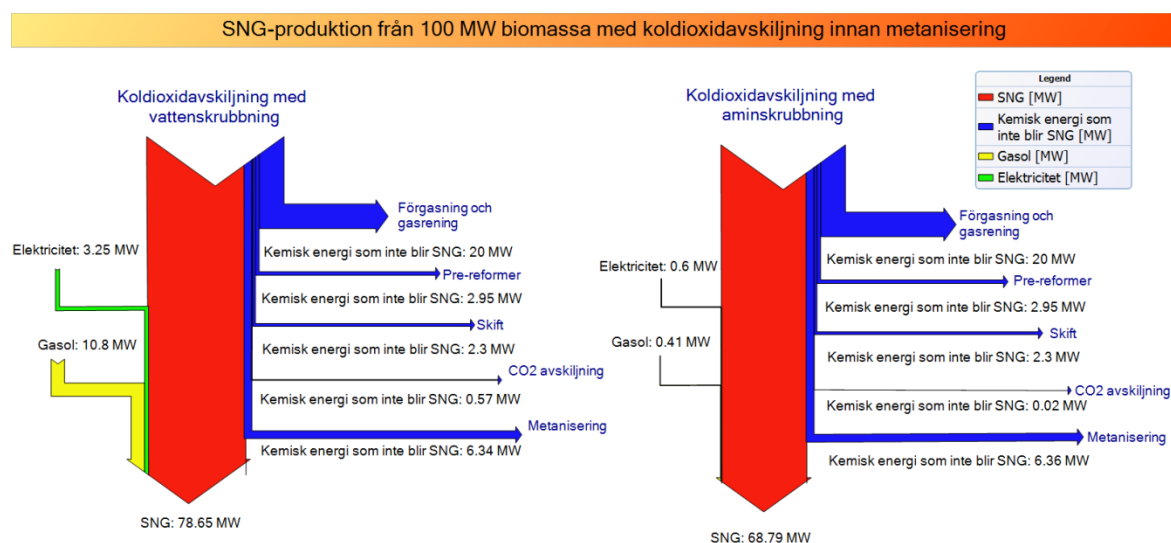 SNG-produktion från 100 MW biomassa med koldioxidavskiljning innan metanisering
Koldioxidavskiljning med
vattenskrubbning
Förgasning och
gasrening
Elektricitet: 3.25 MW
Kemisk energi som inte blir SNG: 20 MW
Pre-reformer
Kemisk energi som inte blir SNG: 2.95 MW
Skift
Gasol: 10.8 MW
Kemisk energi som inte blir SNG: 2.3 MW
CO2 avskiljning
Kemisk energi som inte blir SNG: 0.57 MW
Metanisering
Kemisk energi som inte blir SNG: 6.34 MW
SNG: 78.65 MW
Koldioxidavskiljning med
aminskrubbning
Förgasning och
gasrening
Elektricitet: 0.6 MW
Kemisk energi som inte blir SNG: 20 MW
Pre-reformer
Kemisk energi som inte blir SNG: 2.95 MW
Skift
Gasol: 0.41 MW
Kemisk energi som inte blir SNG: 2.3 MW
CO2 avskiljning
Kemisk energi som inte blir SNG: 0.02 MW
Metanisering
Kemisk energi som inte blir SNG: 6.36 MW
SNG: 68.79 MW
Legend
SNG [MW]
Kemisk energi som
inte blir SNG [MW]
Gasol [MW]
Elektricitet [MW]